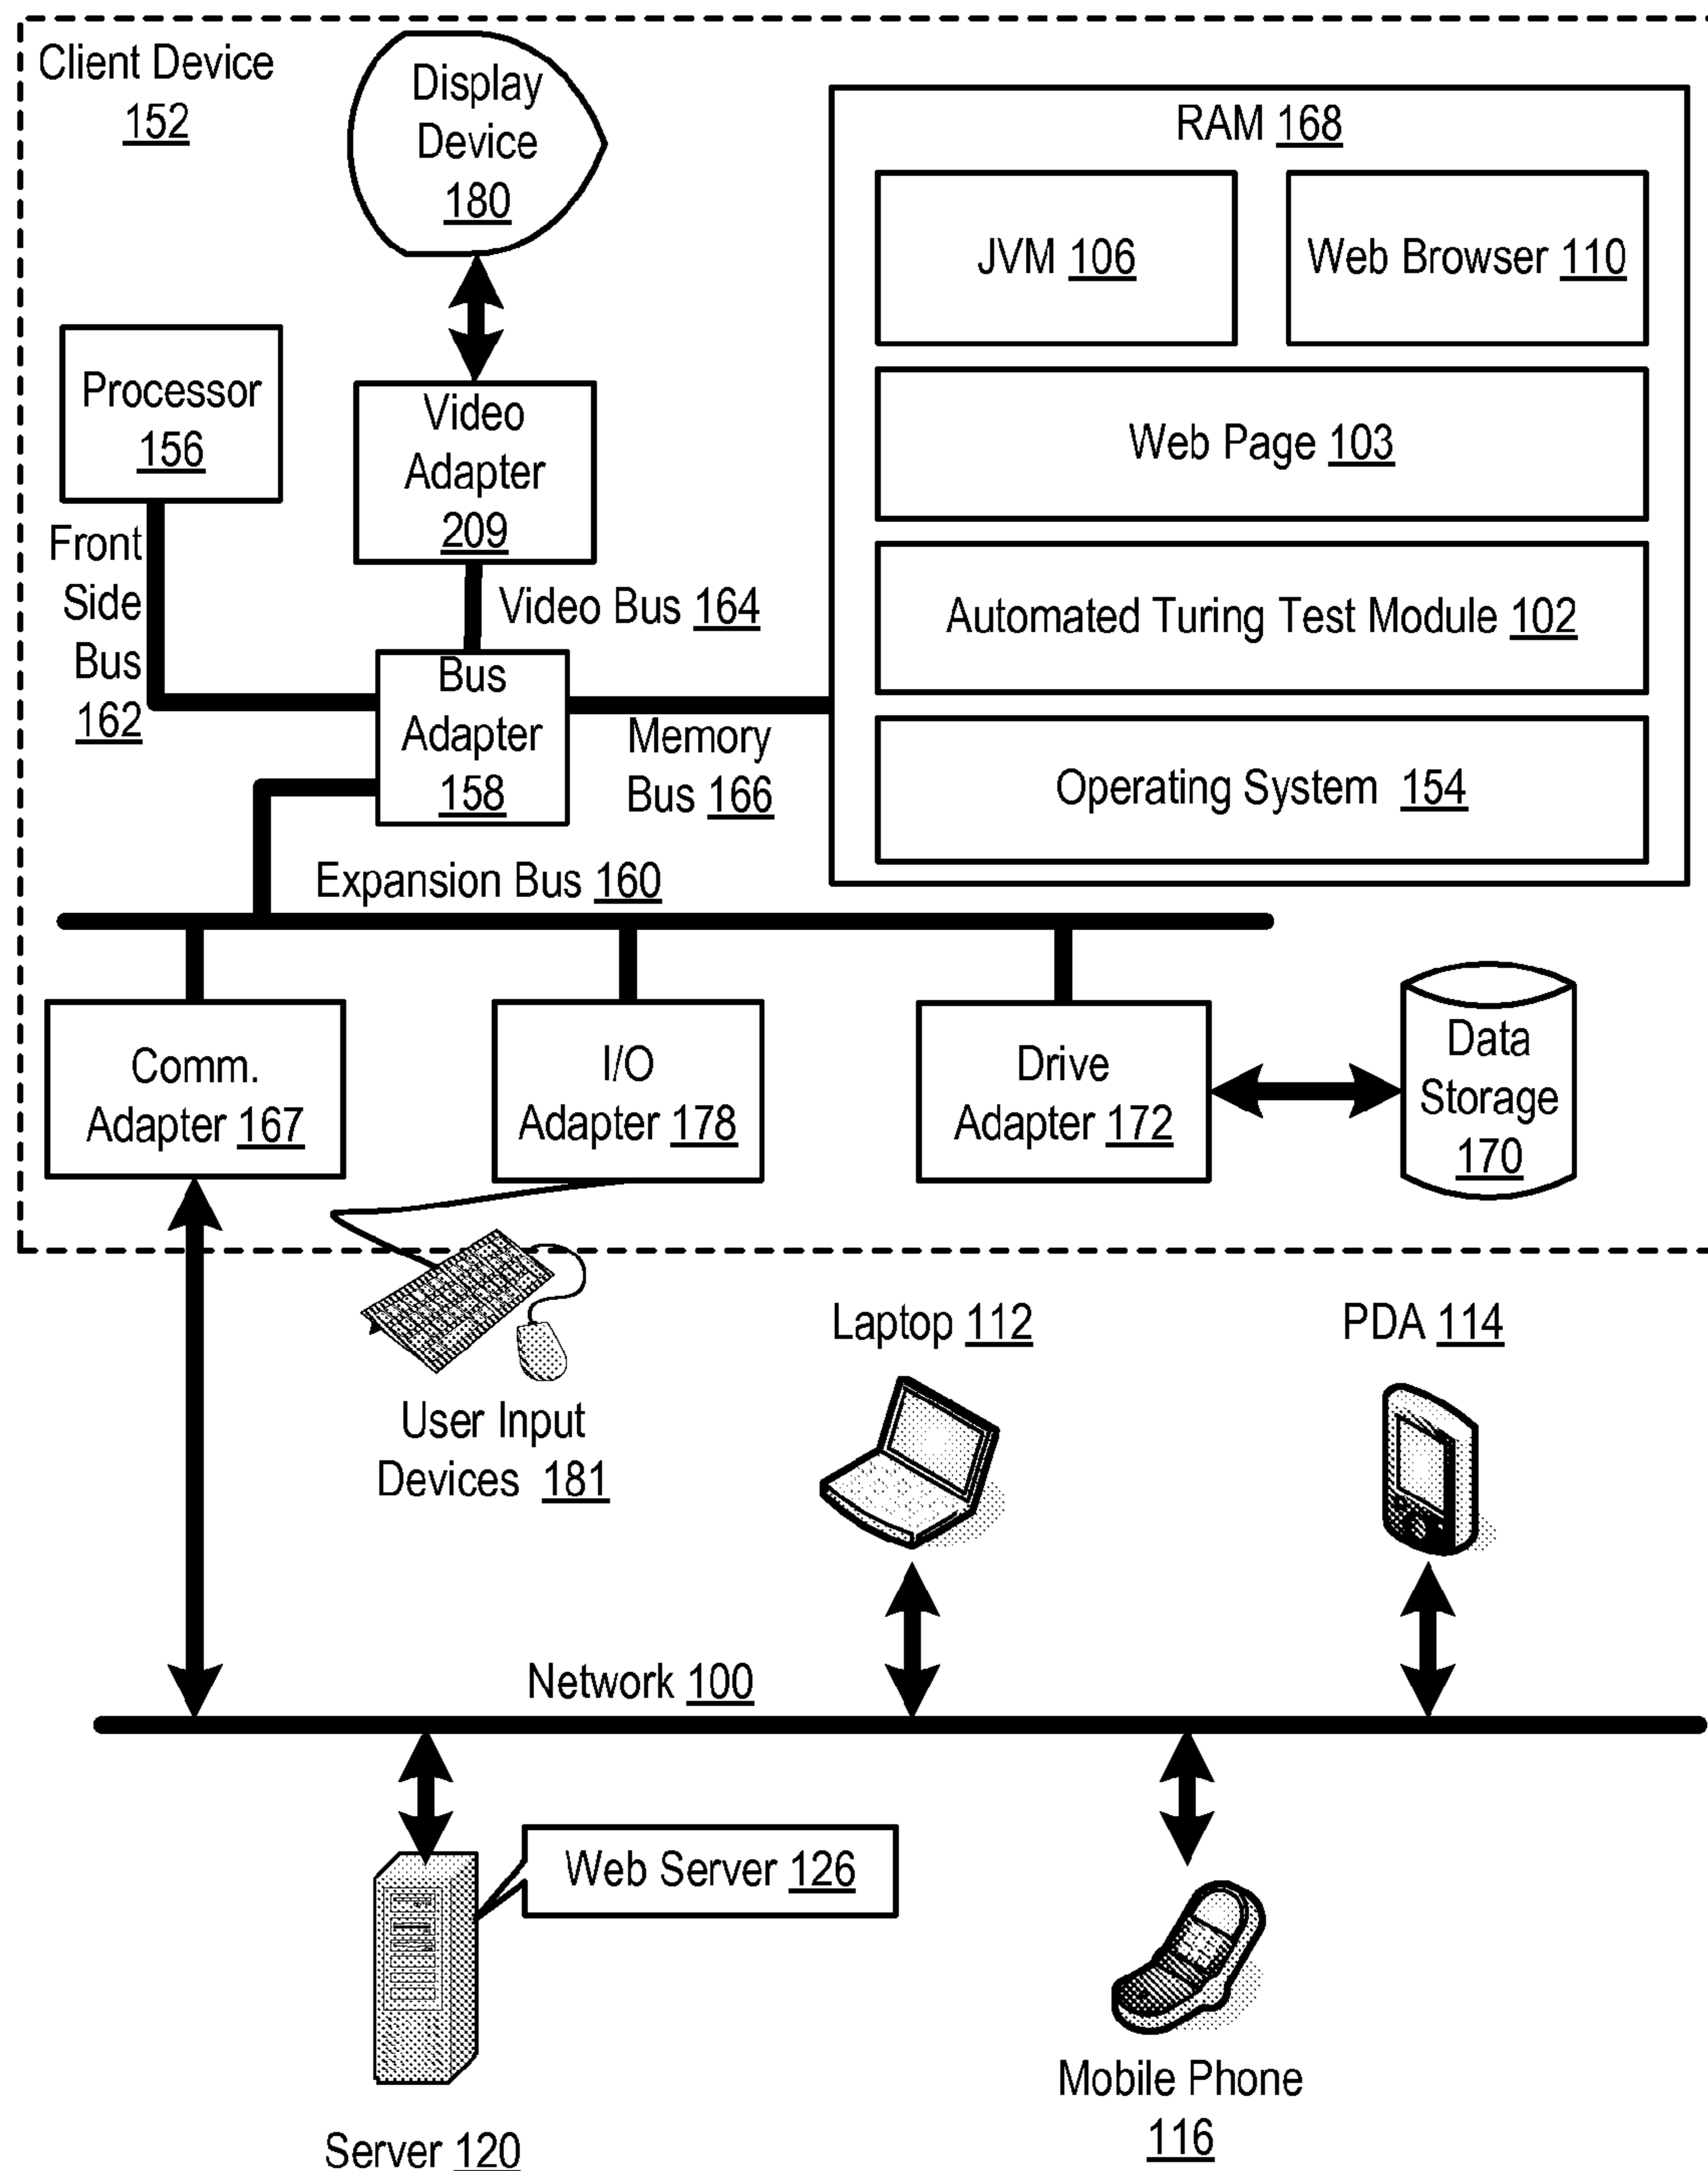 Client Device
152
Display
Device
180
RAM 168
JVM 106
Web Browser 110
Processor
156
Video
Adapter
209
Web Page 103
Front
Side
Bus
162
Video Bus 164
Automated Turing Test Module 102
Bus
Adapter
158
Memory
Bus 166
Operating System 154
Expansion Bus 160
Comm.
Adapter 167
I/O
Adapter 178
Drive
Adapter 172
Data
Storage
170
User Input
Devices 181
Laptop 112
PDA 114
Network 100
Web Server 126
Server 120
Mobile Phone
116